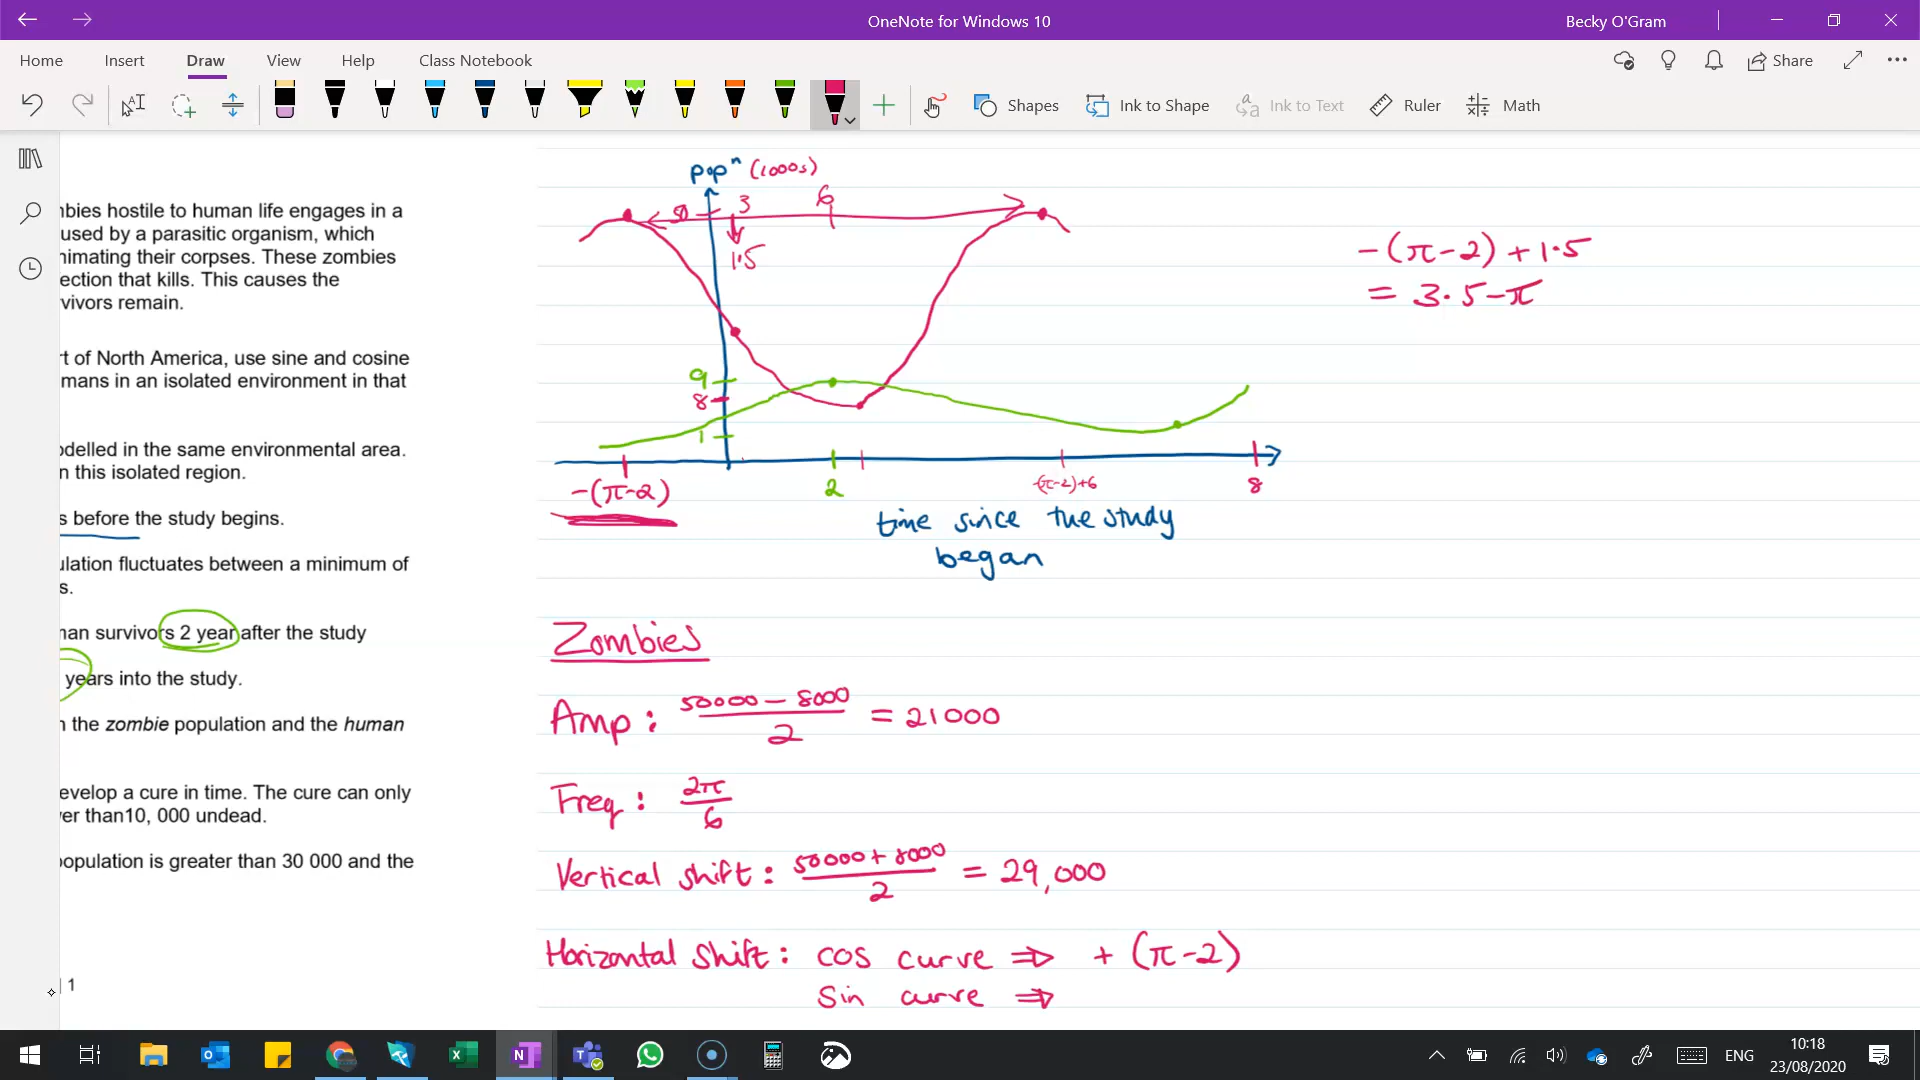 OneNote for Windows 10
Becky O'Gram
Home Insert Draw View Help Class Notebook
Share
Shapes Ink to Shape Ink to Text Ruler Math
mbies hostile to human life engages in a
used by a parasitic organism, which
nimating their corpses. These zombies
ection that kills. This causes the
vivors remain.
rt of North America, use sine and cosine
mans in an isolated environment in that
odelled in the same environmental area.
n this isolated region.
s before the study begins.
ulation fluctuates between a minimum of
s.
man survivors 2 year after the study
years into the study.
n the zombie population and the human
evelop a cure in time. The cure can only
ver than10, 000 undead.
population is greater than 30 000 and the
| 1
popⁿ (1000s)
50 3 6
1.5
9
8
1
-(π-2)
2
-(π-2)+6
8
time since the study
began
-(π-2) + 1.5
= 3.5-π
Zombies
Amp : 50000 - 8000 / 2 = 21000
Freq : 2π / 6
Vertical shift : 50000 + 8000 / 2 = 29,000
Horizontal shift : cos curve ⇒ + (π-2)
sin curve ⇒
ENG
10:18
23/08/2020